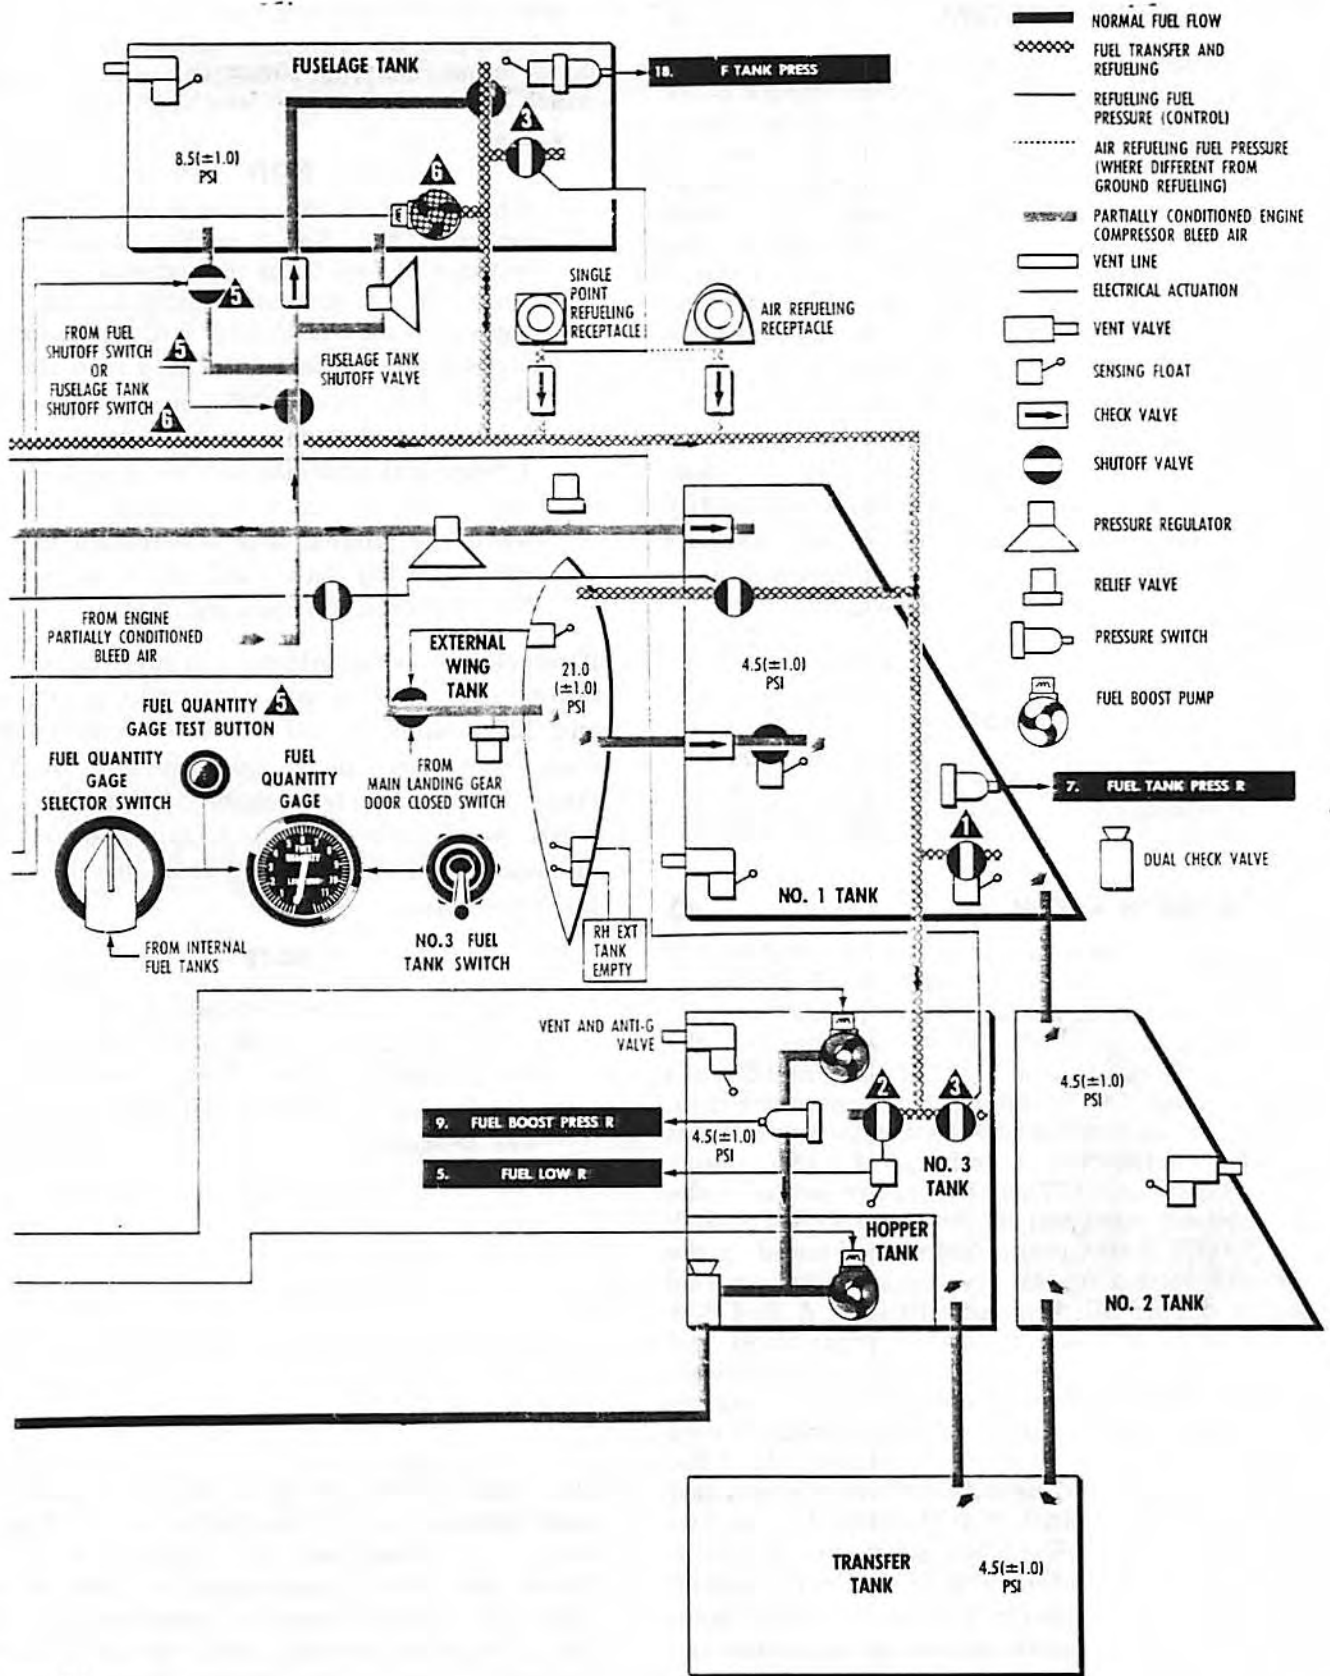 FUSELAGE TANK
18. F TANK PRESS
8.5(±1.0)
PSI
3
6
5
SINGLE
POINT
REFUELING
RECEPTACLE
AIR REFUELING
RECEPTACLE
FROM FUEL
SHUTOFF SWITCH
OR
FUSELAGE TANK
SHUTOFF SWITCH
5
6
FUSELAGE TANK
SHUTOFF VALVE
NORMAL FUEL FLOW
FUEL TRANSFER AND
REFUELING
REFUELING FUEL
PRESSURE (CONTROL)
AIR REFUELING FUEL PRESSURE
(WHERE DIFFERENT FROM
GROUND REFUELING)
PARTIALLY CONDITIONED ENGINE
COMPRESSOR BLEED AIR
VENT LINE
ELECTRICAL ACTUATION
VENT VALVE
SENSING FLOAT
CHECK VALVE
SHUTOFF VALVE
PRESSURE REGULATOR
RELIEF VALVE
PRESSURE SWITCH
FUEL BOOST PUMP
DUAL CHECK VALVE
FROM ENGINE
PARTIALLY CONDITIONED
BLEED AIR
EXTERNAL
WING
TANK
21.0
(±1.0)
PSI
4.5(±1.0)
PSI
FUEL QUANTITY
GAGE TEST BUTTON
5
FUEL QUANTITY
GAGE
SELECTOR SWITCH
FUEL
QUANTITY
GAGE
FUEL
QUANTITY
FROM
MAIN LANDING GEAR
DOOR CLOSED SWITCH
7. FUEL TANK PRESS R
1
NO. 1 TANK
FROM INTERNAL
FUEL TANKS
NO.3 FUEL
TANK SWITCH
RH EXT
TANK
EMPTY
VENT AND ANTI-G
VALVE
2
3
9. FUEL BOOST PRESS R
4.5(±1.0)
PSI
5. FUEL LOW R
NO. 3
TANK
HOPPER
TANK
4.5(±1.0)
PSI
NO. 2 TANK
TRANSFER
TANK
4.5(±1.0)
PSI